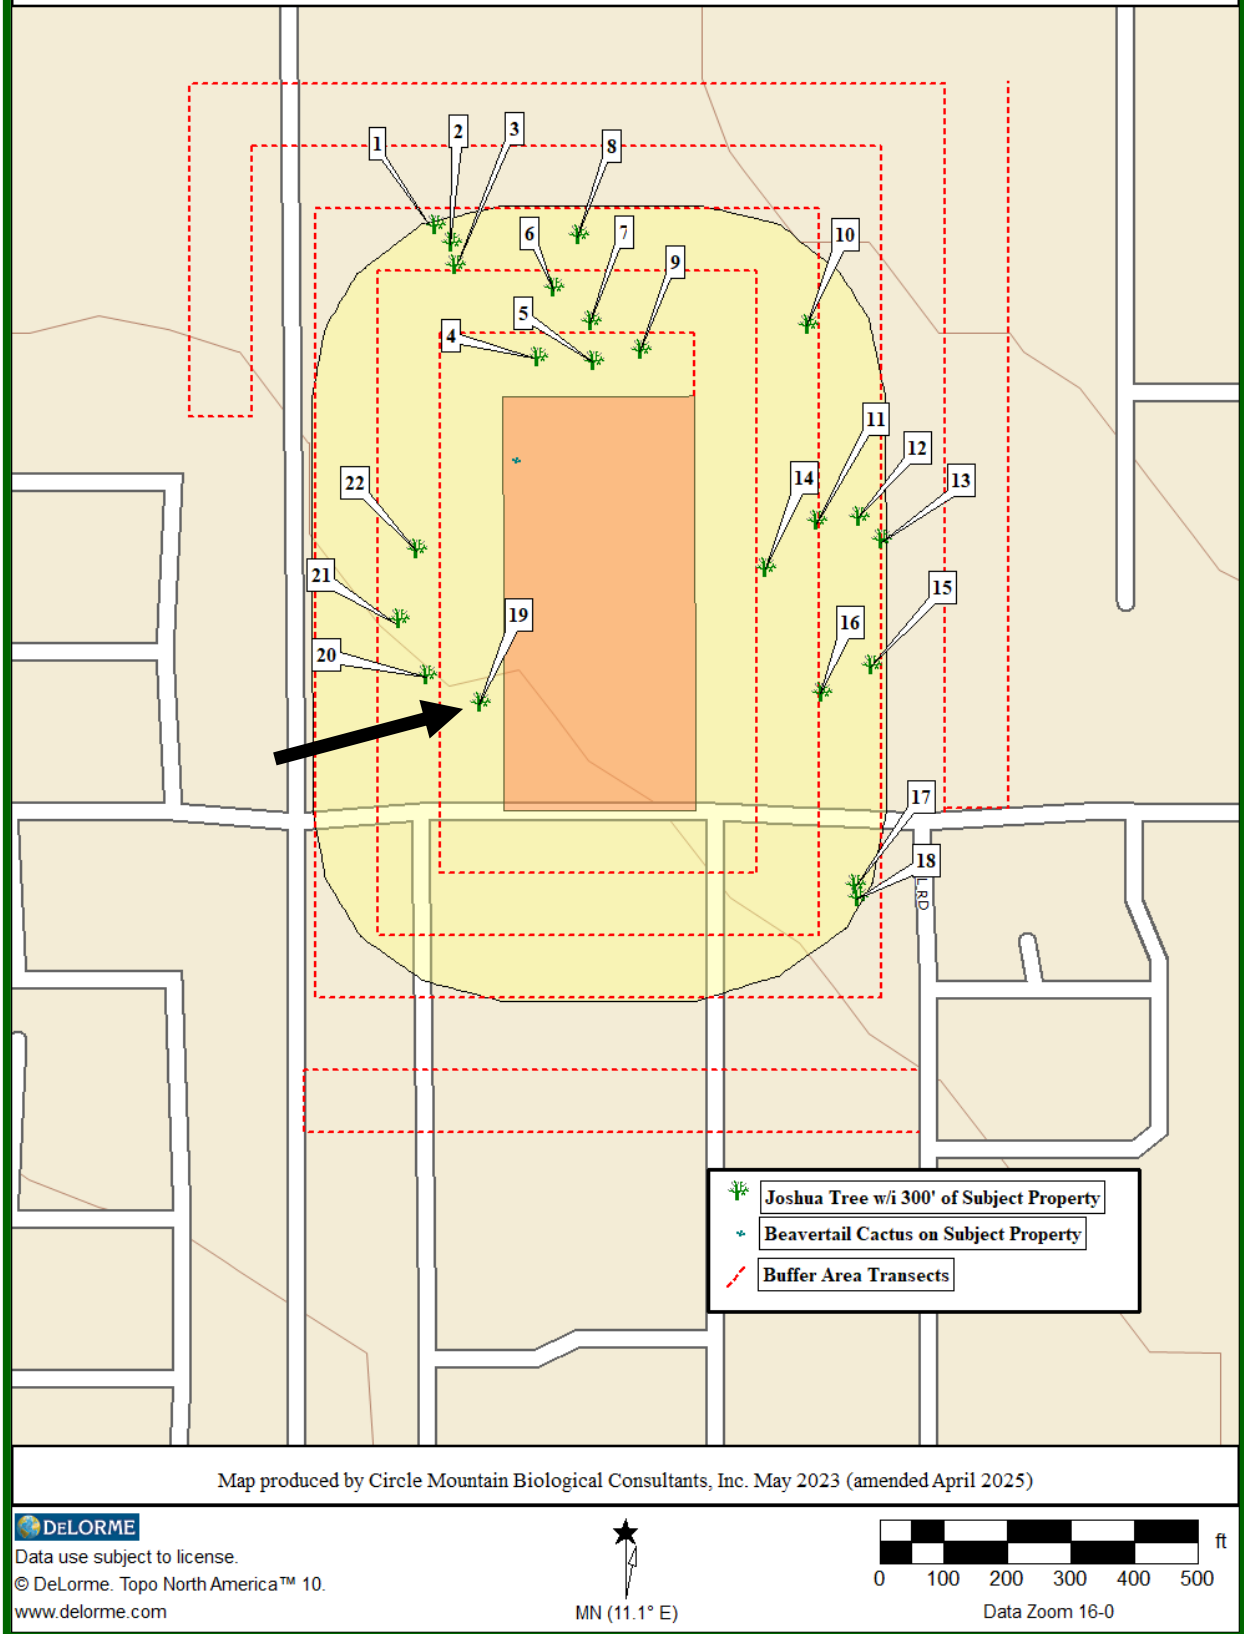 1
2
3
8
6
7
10
9
5
4
11
12
14
13
22
21
15
19
16
20
17
18
L RD
Joshua Tree w/i 300' of Subject Property
Beavertail Cactus on Subject Property
Buffer Area Transects
Map produced by Circle Mountain Biological Consultants, Inc. May 2023 (amended April 2025)
DELORME
Data use subject to license.
© DeLorme. Topo North America™ 10.
www.delorme.com
MN (11.1° E)
ft
0 100 200 300 400 500
Data Zoom 16-0